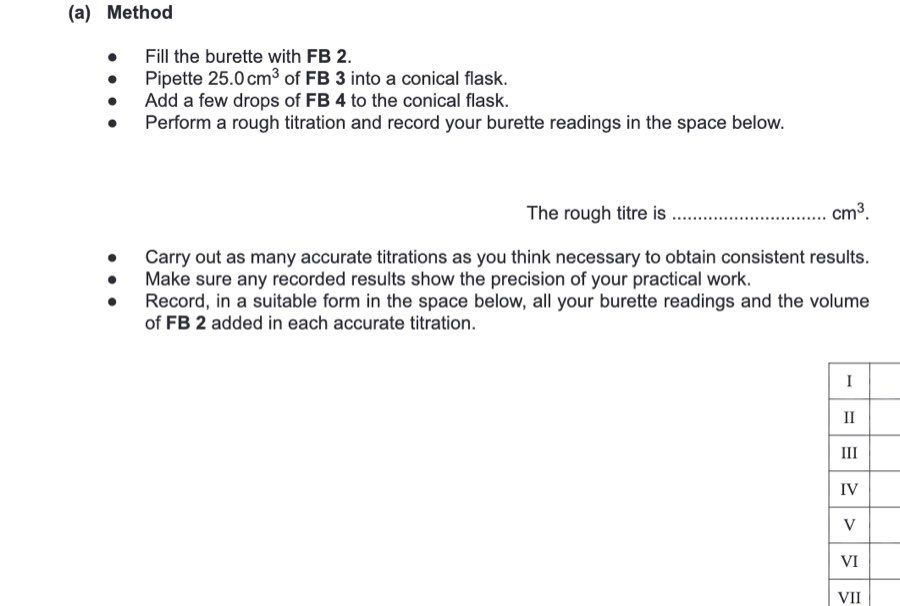 (a) Method
• Fill the burette with FB 2.
• Pipette 25.0 cm³ of FB 3 into a conical flask.
• Add a few drops of FB 4 to the conical flask.
• Perform a rough titration and record your burette readings in the space below.
The rough titre is .............................. cm³.
• Carry out as many accurate titrations as you think necessary to obtain consistent results.
• Make sure any recorded results show the precision of your practical work.
• Record, in a suitable form in the space below, all your burette readings and the volume
of FB 2 added in each accurate titration.
I
II
III
IV
V
VI
VII